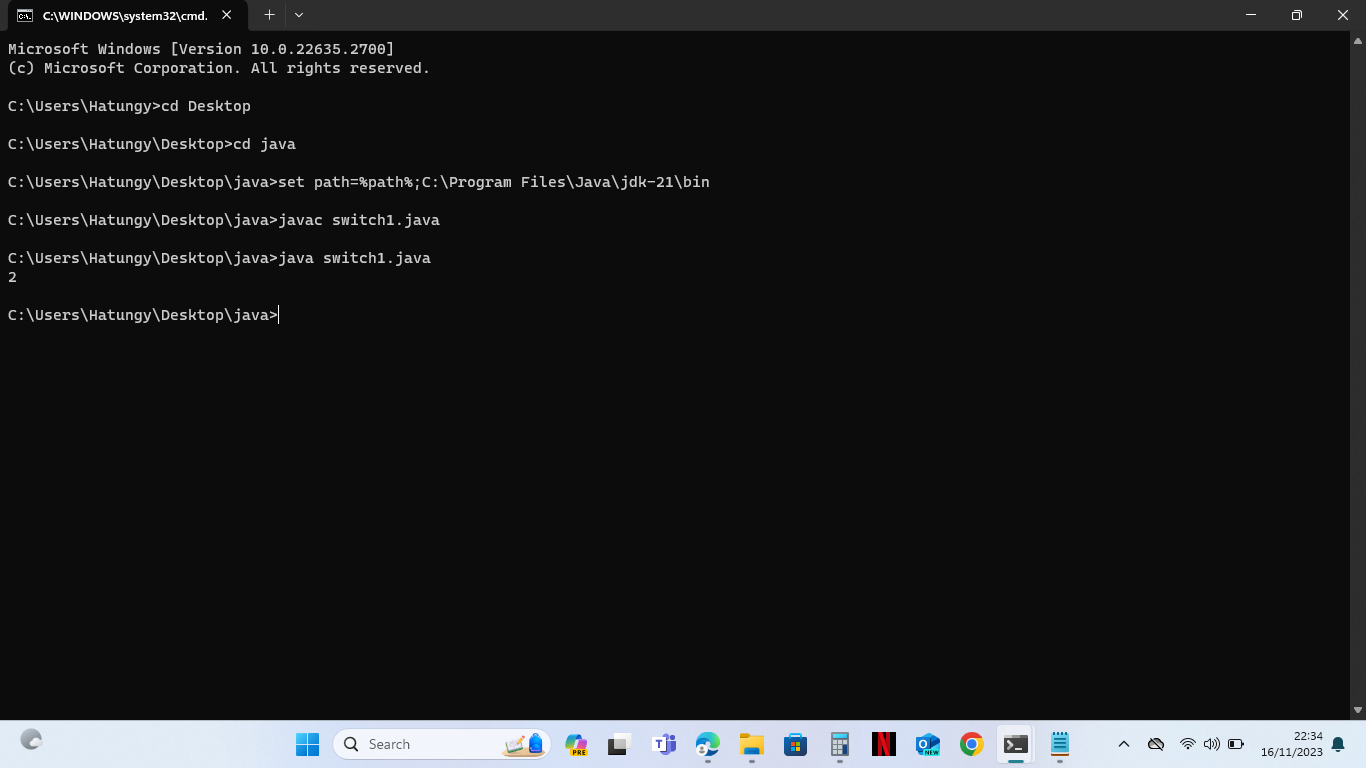 C:\WINDOWS\system32\cmd.
Microsoft Windows [Version 10.0.22635.2700]
(c) Microsoft Corporation. All rights reserved.
C:\Users\Hatungy>cd Desktop
C:\Users\Hatungy\Desktop>cd java
C:\Users\Hatungy\Desktop\java>set path=%path%;C:\Program Files\Java\jdk-21\bin
C:\Users\Hatungy\Desktop\java>javac switch1.java
C:\Users\Hatungy\Desktop\java>java switch1.java
2
C:\Users\Hatungy\Desktop\java>
Search
PRE
NEW
22:34
16/11/2023